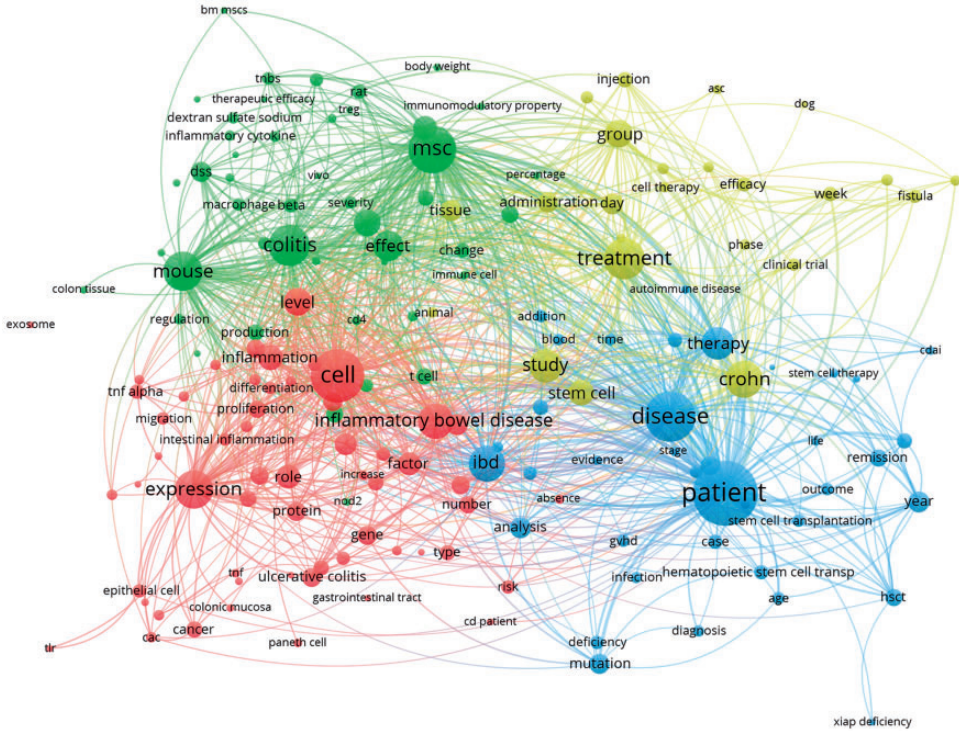 bm mscs
body weight
tnbs
injection
rat
asc
therapeutic efficacy
immunomodulatory property
dog
treg
dextran sulfate sodium
inflammatory cytokine
group
msc
dss
vivo
percentage
cell therapy
efficacy
week
fistula
macrophage
beta
severity
tissue
administration
day
colitis
effect
change
phase
treatment
clinical trial
mouse
immune cell
colon tissue
autoimmune disease
level
exosome
regulation
cd4
animal
addition
production
blood
time
therapy
cdai
inflammation
study
cell
t cell
stem cell therapy
crohn
tnf alpha
differentiation
stem cell
proliferation
migration
inflammatory bowel disease
disease
intestinal inflammation
life
stage
factor
ibd
evidence
remission
role
increase
expression
outcome
patient
nod2
number
absence
year
protein
analysis
stem cell transplantation
gene
gvhd
case
type
tnf
ulcerative colitis
infection
hematopoietic stem cell transp
epithelial cell
risk
gastrointestinal tract
age
hsct
colonic mucosa
cd patient
cac
cancer
diagnosis
tlr
paneth cell
deficiency
mutation
xiap deficiency